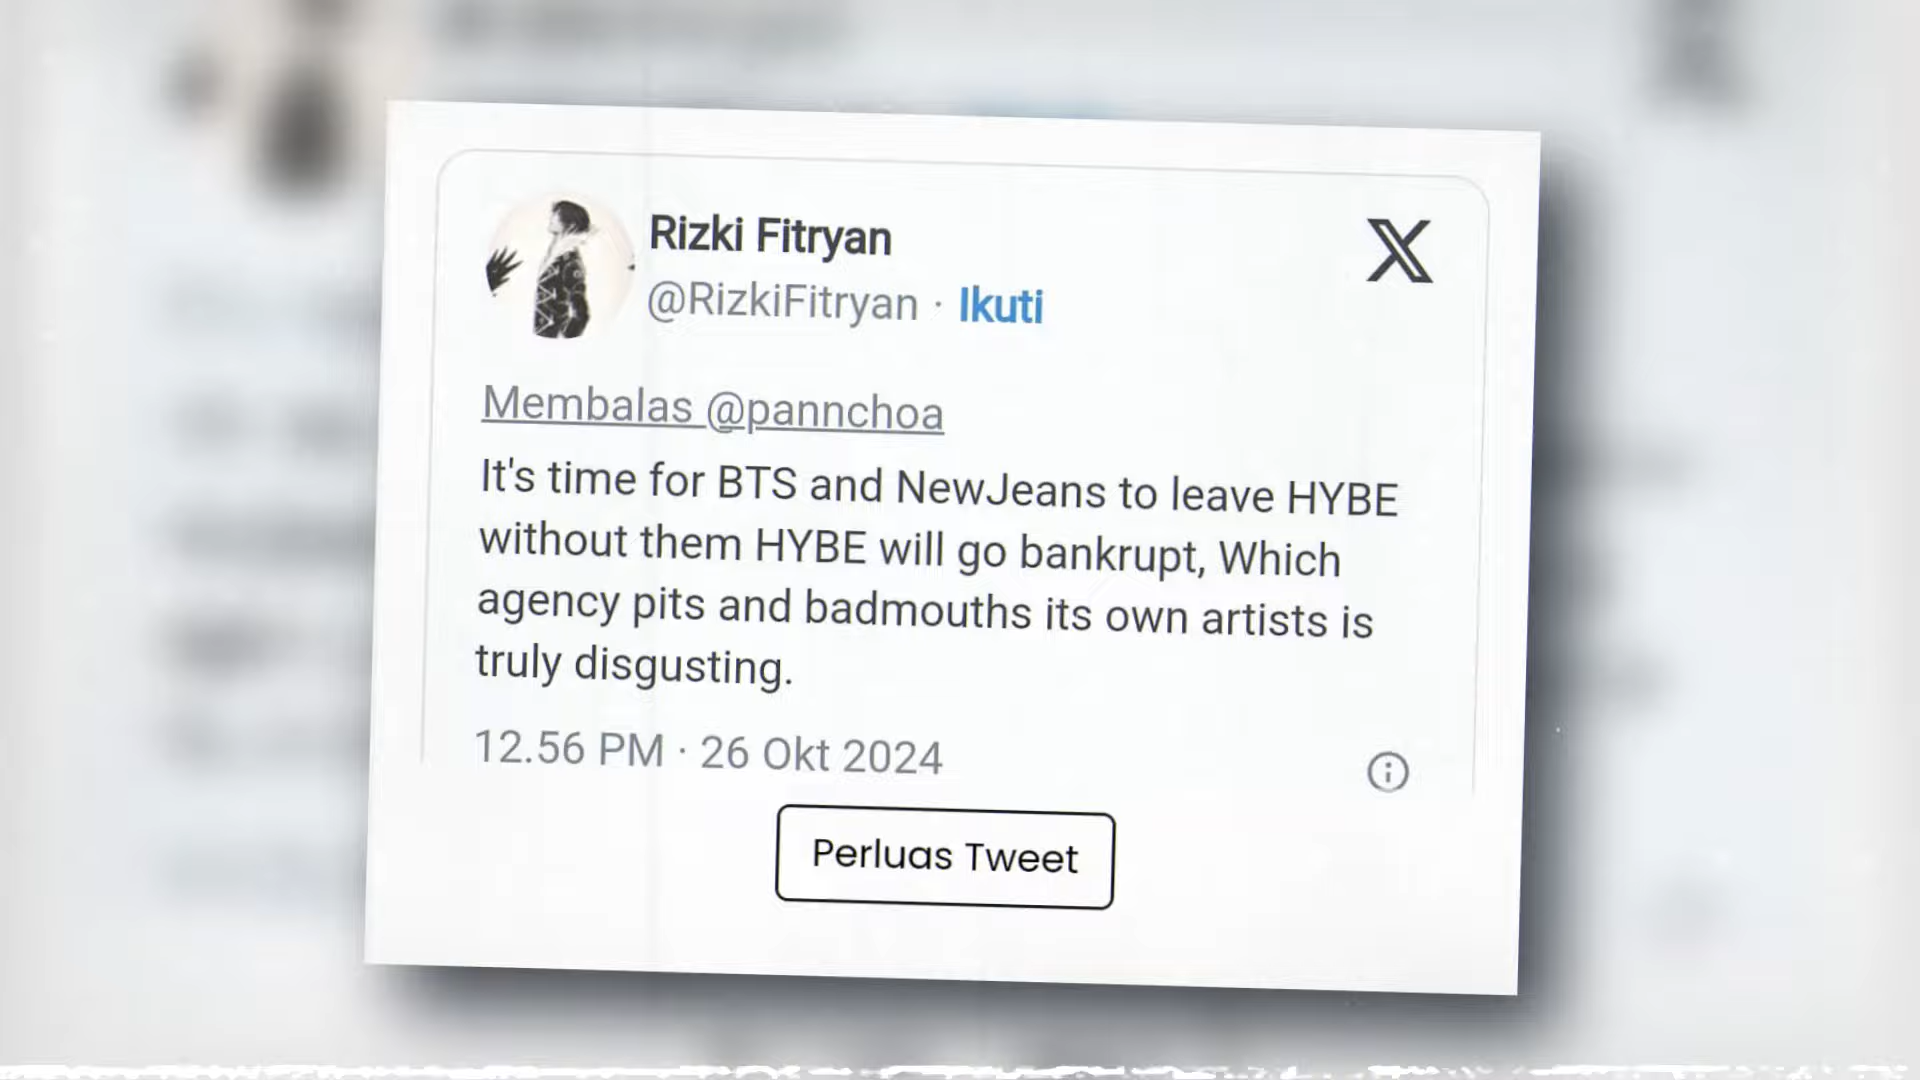 Rizki Fitryan
@RizkiFitryan · Ikuti
Membalas @pannchoa
It's time for BTS and NewJeans to leave HYBE
without them HYBE will go bankrupt, Which
agency pits and badmouths its own artists is
truly disgusting.
12.56 PM · 26 Okt 2024
Perluas Tweet